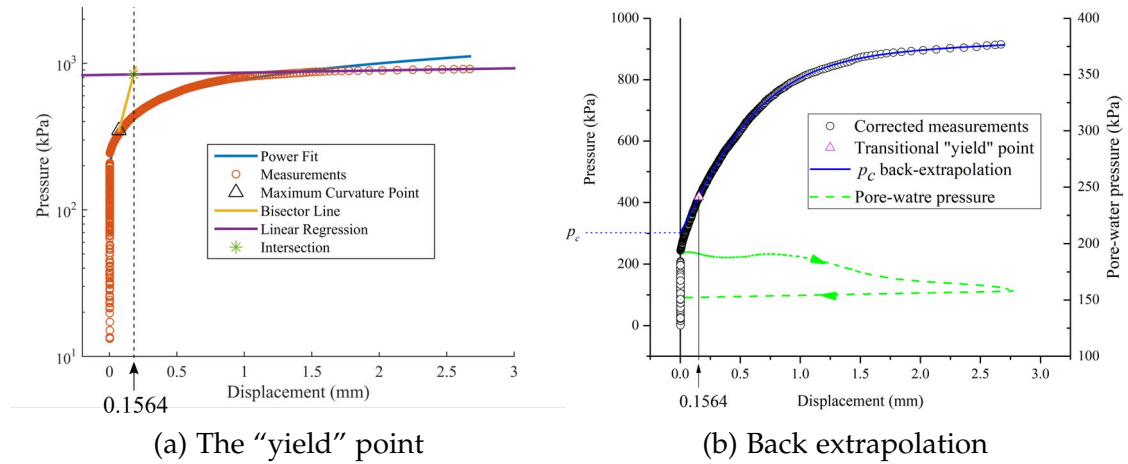 10³
10²
10¹
Pressure (kPa)
Power Fit
Measurements
Maximum Curvature Point
Bisector Line
Linear Regression
Intersection
0 0.5 1 1.5 2 2.5 3
Displacement (mm)
0.1564
(a) The “yield” point
1000
800
600
400
200
0
Pressure (kPa)
p_c
Corrected measurements
Transitional "yield" point
p_c back-extrapolation
Pore-watre pressure
400
350
300
250
200
150
100
Pore-water pressure (kPa)
0.0 0.5 1.0 1.5 2.0 2.5 3.0
0.1564
Displacement (mm)
(b) Back extrapolation